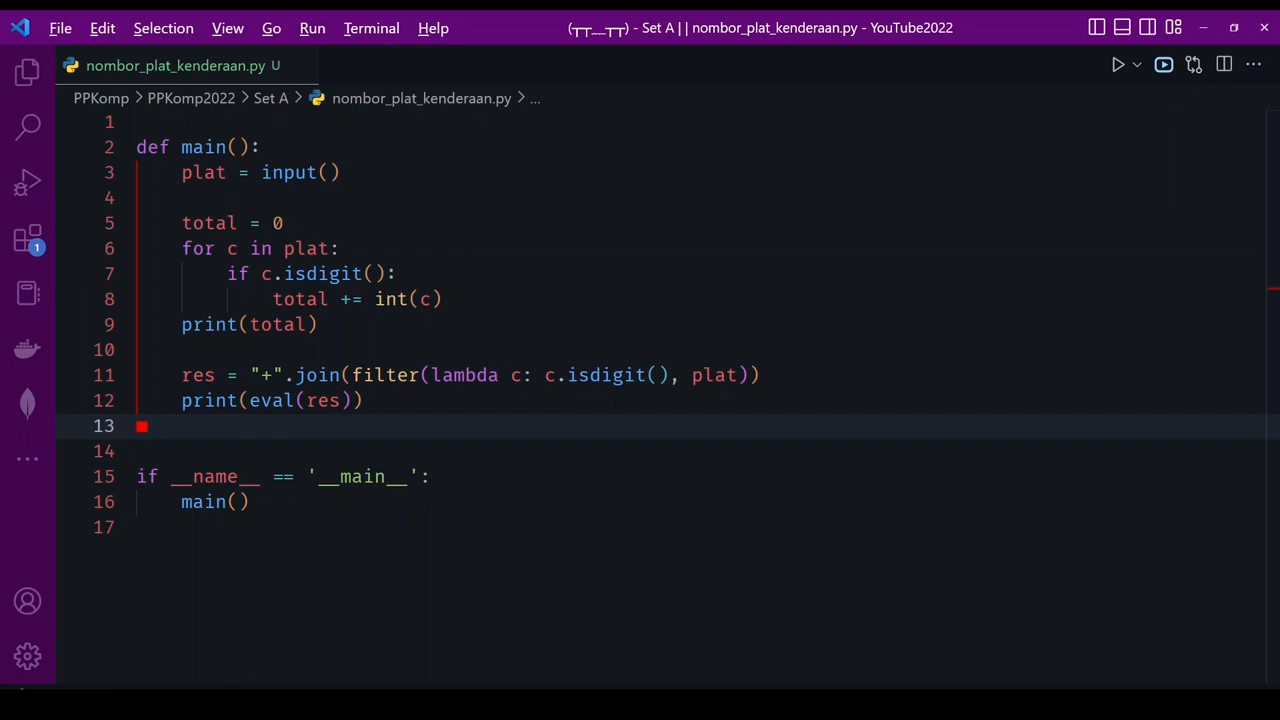 File Edit Selection View Go Run Terminal Help (┬┬﹏┬┬) - Set A || nombor_plat_kenderaan.py - YouTube2022
nombor_plat_kenderaan.py U
PPKomp > PPKomp2022 > Set A > nombor_plat_kenderaan.py > ...
1
2 def main():
3     plat = input()
4
5     total = 0
6     for c in plat:
7         if c.isdigit():
8             total += int(c)
9     print(total)
10
11     res = "+".join(filter(lambda c: c.isdigit(), plat))
12     print(eval(res))
13
14
15 if __name__ == '__main__':
16     main()
17
1